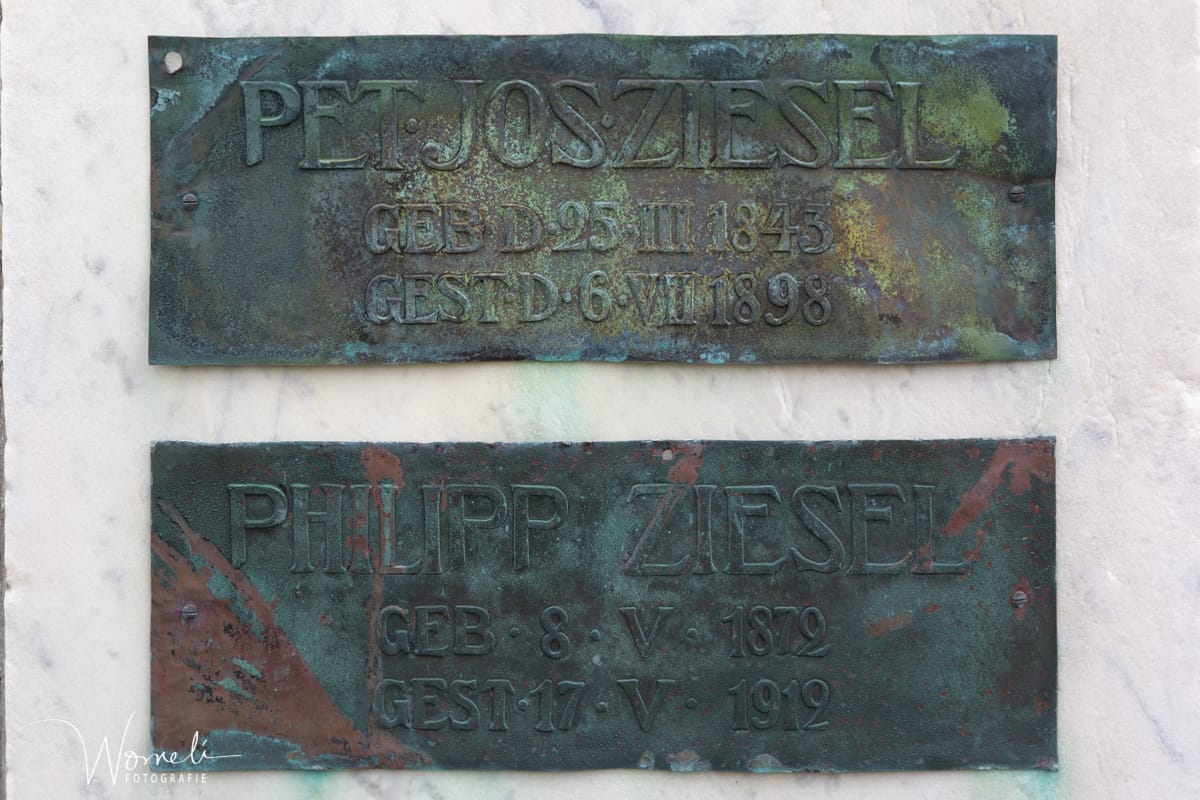 PET·JOS·ZIESEL
GEB D·25·III 1843
GEST·D·6·VII 1898
PHILIPP ZIESEL
GEB·8·V·1872
GEST·17·V·1912
Womeli
FOTOGRAFIE